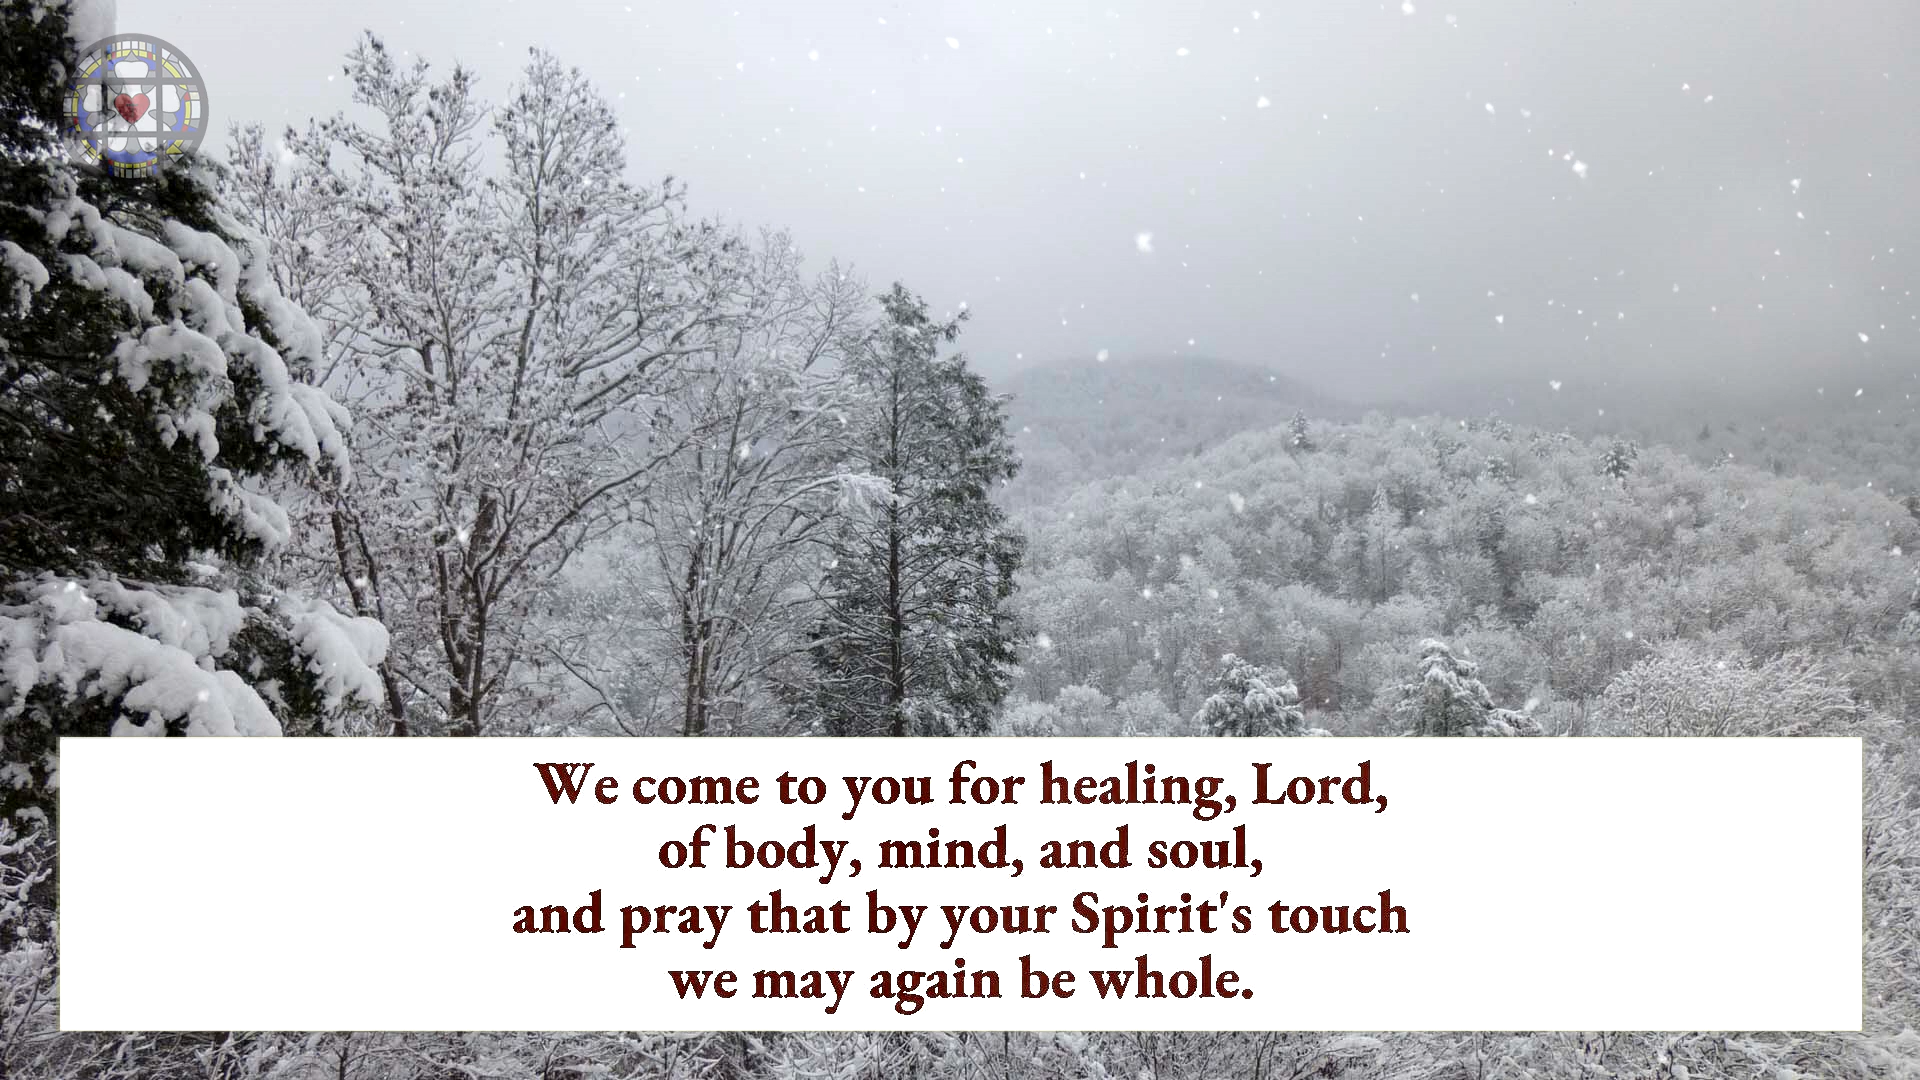 We come to you for healing, Lord,
of body, mind, and soul,
and pray that by your Spirit's touch
we may again be whole.